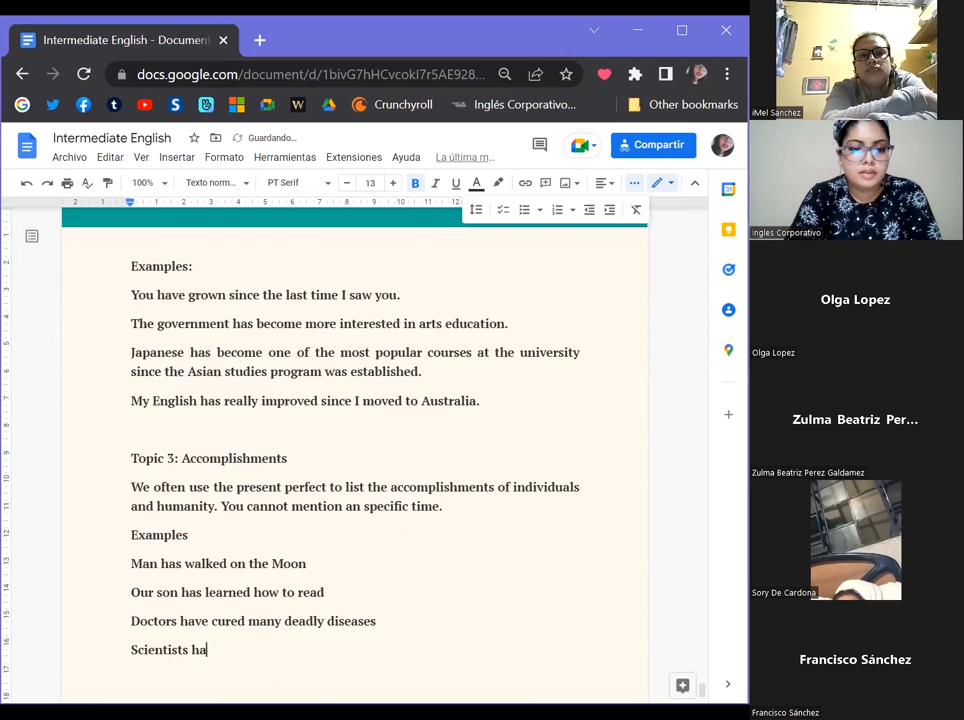 Intermediate English - Document
docs.google.com/document/d/1bivG7hHCvcokI7r5AE928...
Crunchyroll
Inglés Corporativo...
Other bookmarks
Intermediate English
Guardando...
Archivo Editar Ver Insertar Formato Herramientas Extensiones Ayuda La última m...
Compartir
100% Texto norm... PT Serif 13
Examples:
You have grown since the last time I saw you.
The government has become more interested in arts education.
Japanese has become one of the most popular courses at the university
since the Asian studies program was established.
My English has really improved since I moved to Australia.
Topic 3: Accomplishments
We often use the present perfect to list the accomplishments of individuals
and humanity. You cannot mention an specific time.
Examples
Man has walked on the Moon
Our son has learned how to read
Doctors have cured many deadly diseases
Scientists ha
iMel Sanchez
Ingles Corporativo
Olga Lopez
Olga Lopez
Zulma Beatriz Per...
Zulma Beatriz Perez Galdamez
Sory De Cardona
Francisco Sánchez
Francisco Sánchez